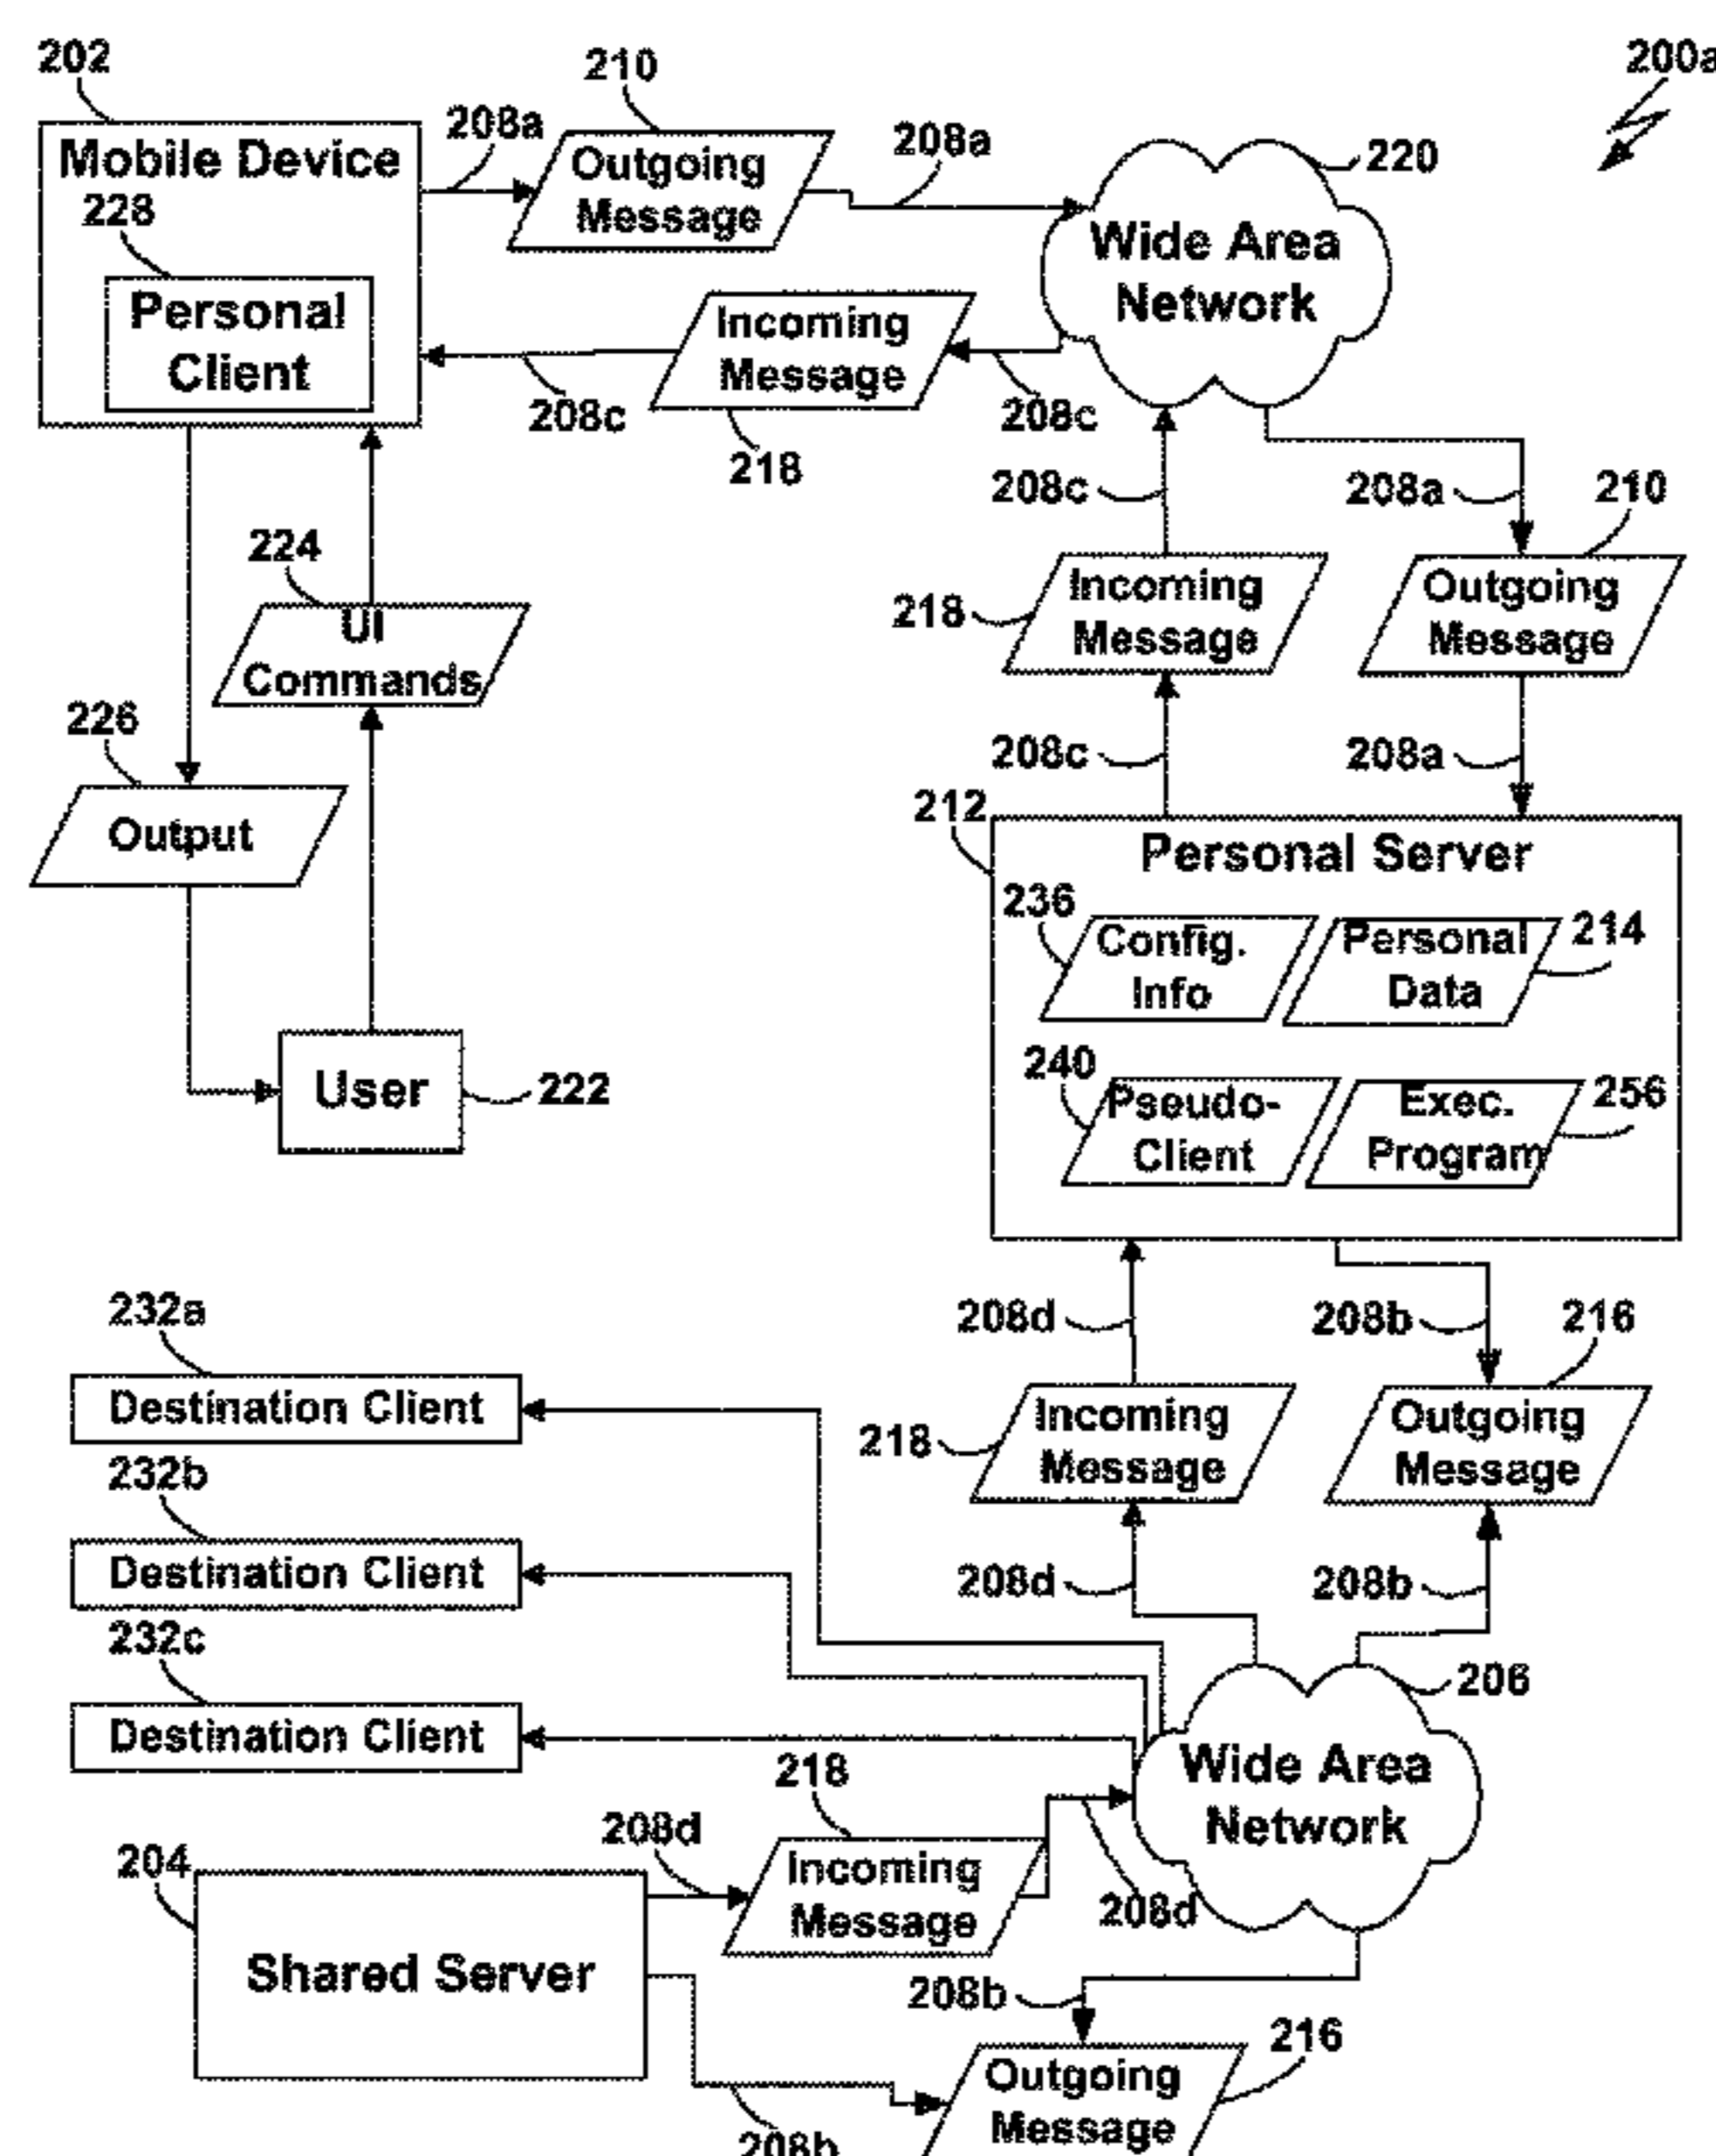 202
210
200a
208a
208a
220
Mobile Device
Outgoing
Message
228
Wide Area
Network
Personal
Client
Incoming
Message
208c
208c
218
208c
208a
210
224
218
Incoming
Message
Outgoing
Message
UI
Commands
226
208c
208a
212
Output
Personal Server
236
Config.
Info
Personal
Data
214
240
User
222
Pseudo-
Client
Exec.
Program
256
232a
208d
208b
216
Destination Client
218
Incoming
Message
Outgoing
Message
232b
Destination Client
208d
208b
232c
206
Destination Client
Wide Area
Network
218
208d
204
Incoming
Message
208d
Shared Server
208b
216
Outgoing
Message
208b